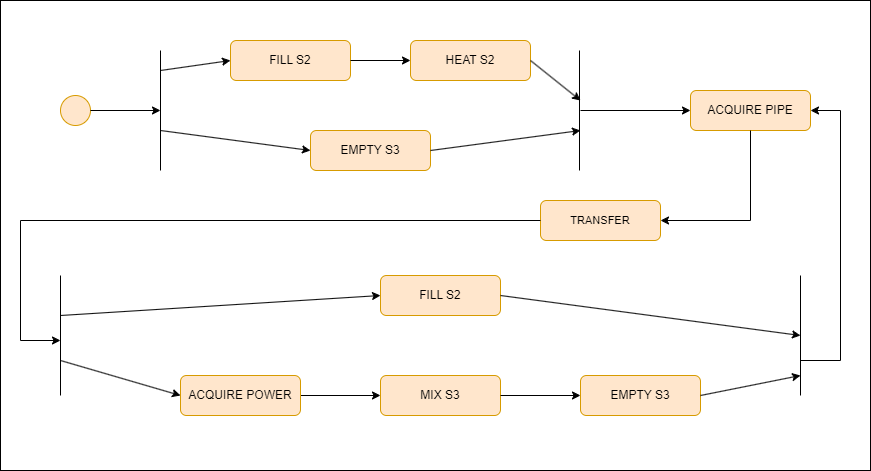 FILL S2
HEAT S2
EMPTY S3
ACQUIRE PIPE
TRANSFER
FILL S2
ACQUIRE POWER
MIX S3
EMPTY S3